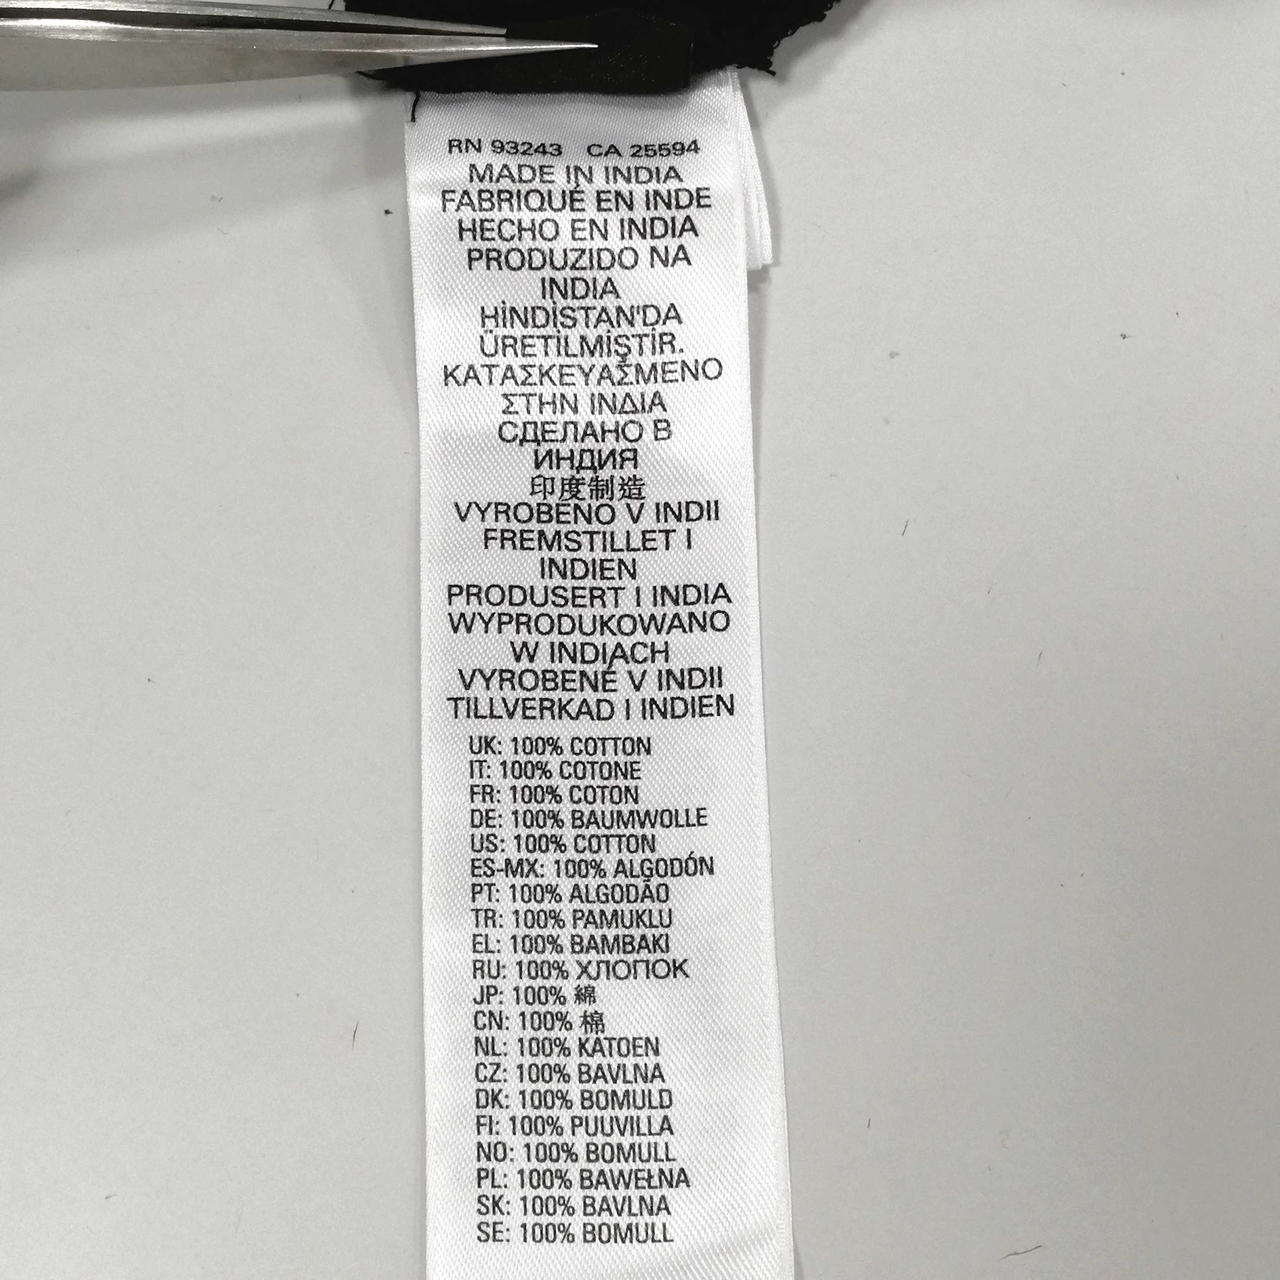 RN 93243 CA 25594
MADE IN INDIA
FABRIQUÉ EN INDE
HECHO EN INDIA
PRODUZIDO NA
INDIA
HİNDİSTAN'DA
ÜRETİLMİŞTİR.
ΚΑΤΑΣΚΕΥΑΣΜΕΝΟ
ΣΤΗΝ ΙΝΔΙΑ
СДЕЛАНО В
ИНДИЯ
印度制造
VYROBENO V INDII
FREMSTILLET I
INDIEN
PRODUSERT I INDIA
WYPRODUKOWANO
W INDIACH
VYROBENÉ V INDII
TILLVERKAD I INDIEN
UK: 100% COTTON
IT: 100% COTONE
FR: 100% COTON
DE: 100% BAUMWOLLE
US: 100% COTTON
ES-MX: 100% ALGODÓN
PT: 100% ALGODÃO
TR: 100% PAMUKLU
EL: 100% ΒΑΜΒΑΚΙ
RU: 100% ХЛОПОК
JP: 100% 綿
CN: 100% 棉
NL: 100% KATOEN
CZ: 100% BAVLNA
DK: 100% BOMULD
FI: 100% PUUVILLA
NO: 100% BOMULL
PL: 100% BAWEŁNA
SK: 100% BAVLNA
SE: 100% BOMULL